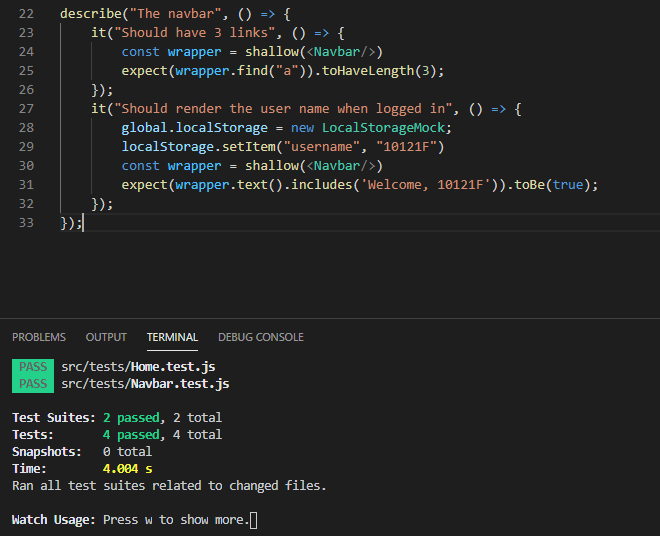 22 describe("The navbar", () => {
23 it("Should have 3 links", () => {
24 const wrapper = shallow(<Navbar/>)
25 expect(wrapper.find("a")).toHaveLength(3);
26 });
27 it("Should render the user name when logged in", () => {
28 global.localStorage = new LocalStorageMock;
29 localStorage.setItem("username", "10121F")
30 const wrapper = shallow(<Navbar/>)
31 expect(wrapper.text().includes('Welcome, 10121F')).toBe(true);
32 });
33 });
PROBLEMS OUTPUT TERMINAL DEBUG CONSOLE
PASS src/tests/Home.test.js
PASS src/tests/Navbar.test.js
Test Suites: 2 passed, 2 total
Tests: 4 passed, 4 total
Snapshots: 0 total
Time: 4.004 s
Ran all test suites related to changed files.
Watch Usage: Press w to show more.